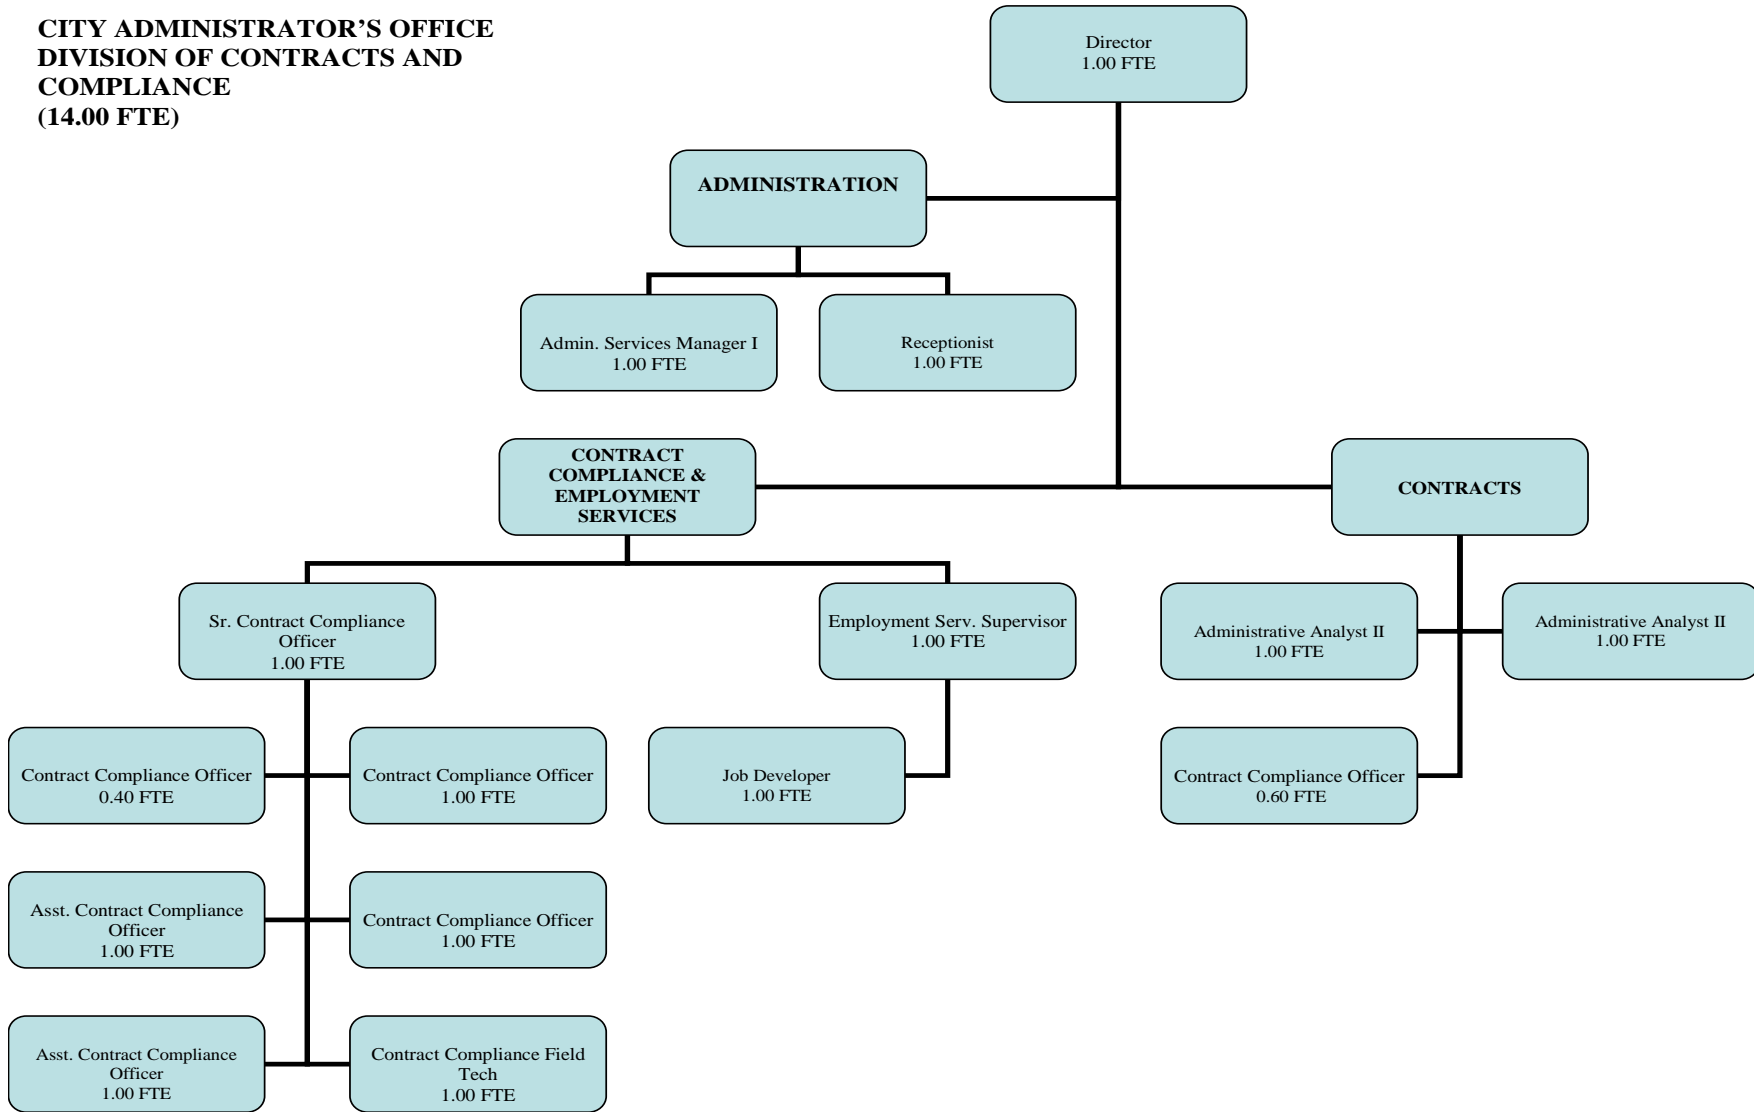 CITY ADMINISTRATOR'S OFFICE
DIVISION OF CONTRACTS AND
COMPLIANCE
(14.00 FTE)
Director
1.00 FTE
ADMINISTRATION
Admin. Services Manager I
1.00 FTE
Receptionist
1.00 FTE
CONTRACT
COMPLIANCE &
EMPLOYMENT
SERVICES
CONTRACTS
Sr. Contract Compliance
Officer
1.00 FTE
Employment Serv. Supervisor
1.00 FTE
Administrative Analyst II
1.00 FTE
Administrative Analyst II
1.00 FTE
Contract Compliance Officer
0.40 FTE
Contract Compliance Officer
1.00 FTE
Job Developer
1.00 FTE
Contract Compliance Officer
0.60 FTE
Asst. Contract Compliance
Officer
1.00 FTE
Contract Compliance Officer
1.00 FTE
Asst. Contract Compliance
Officer
1.00 FTE
Contract Compliance Field
Tech
1.00 FTE